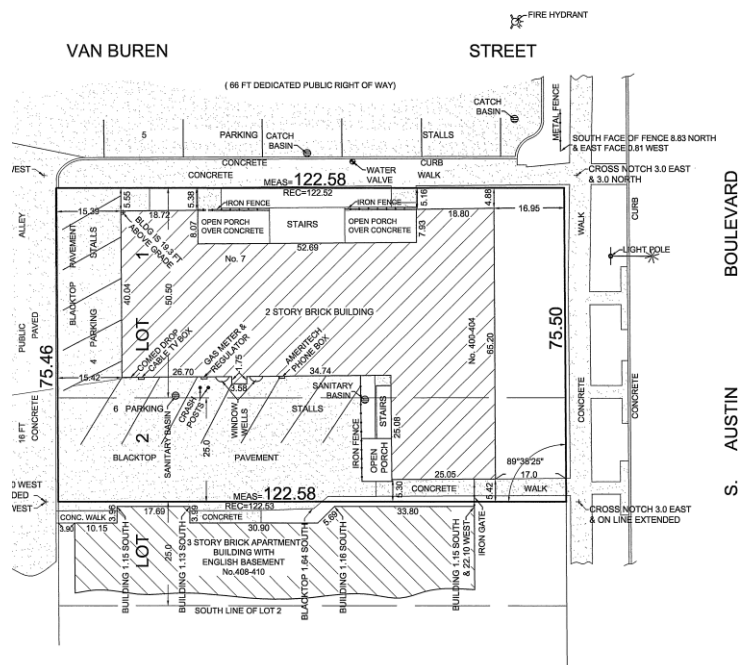 FIRE HYDRANT
VAN BUREN STREET
( 66 FT DEDICATED PUBLIC RIGHT OF WAY)
CATCH
BASIN
METAL FENCE
5 PARKING STALLS
CATCH
BASIN
SOUTH FACE OF FENCE 8.83 NORTH
& EAST FACE 0.81 WEST
WEST
CONCRETE CURB
CONCRETE WALK
WATER
VALVE
CROSS NOTCH 3.0 EAST
& 3.0 NORTH
MEAS= 122.58
REC=122.52
5.55
5.38
5.16
4.88
IRON FENCE
IRON FENCE
15.39
18.72
18.80
16.95
OPEN PORCH
OVER CONCRETE
STAIRS
OPEN PORCH
OVER CONCRETE
8.07
7.93
52.69
BLDG IS 19.3 FT
ABOVE GRADE
No. 7
ALLEY
PUBLIC
PAVED
16 FT
CONCRETE
BLACKTOP PAVEMENT
4 PARKING STALLS
LOT 1
40.04
50.50
2 STORY BRICK BUILDING
No. 400-404
65.20
WALK
CURB
LIGHT POLE
BOULEVARD
AUSTIN
S.
75.46
75.50
COMED DROP
CABLE TV BOX
GAS METER &
REGULATOR
AMERITECH
PHONE BOX
15.42
26.70
1.75
3.58
34.74
SANITARY
BASIN
6 PARKING STALLS
CRASH
POSTS
WINDOW
WELLS
SANITARY BASIN
25.0
2
BLACKTOP PAVEMENT
IRON FENCE
STAIRS
OPEN
PORCH
25.08
CONCRETE
CONCRETE
89°38'25"
25.05
17.0
5.30
CONCRETE WALK
5.42
MEAS= 122.58
REC=122.53
0 WEST
DED
WEST
CROSS NOTCH 3.0 EAST
& ON LINE EXTENDED
CONC. WALK
3.90
10.15
3.95
17.69
CONCRETE
30.90
5.69
33.80
IRON GATE
LOT
25.0
3 STORY BRICK APARTMENT
BUILDING WITH
ENGLISH BASEMENT
No.408-410
BUILDING 1.15 SOUTH
BUILDING 1.13 SOUTH
BLACKTOP 1.64 SOUTH
BUILDING 1.16 SOUTH
BUILDING 1.15 SOUTH
& 22.10 WEST
SOUTH LINE OF LOT 2